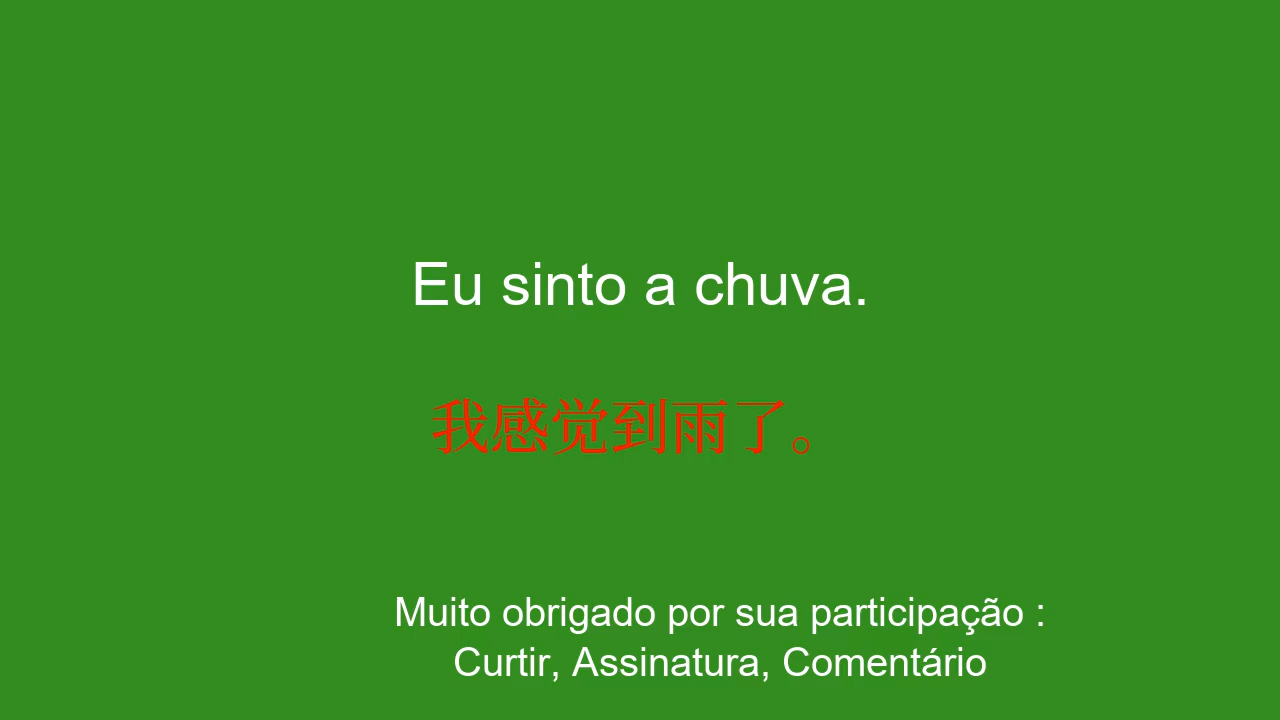 Eu sinto a chuva.
我感觉到雨了。
Muito obrigado por sua participação :
Curtir, Assinatura, Comentário